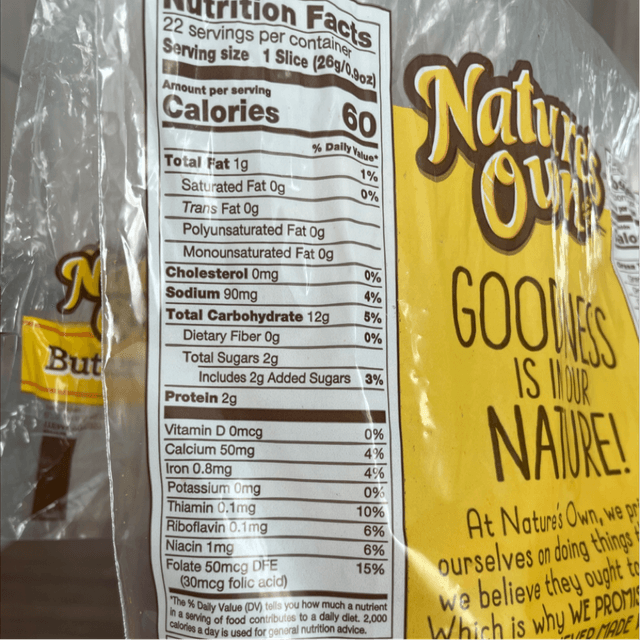 Nutrition Facts
22 servings per container
Serving size 1 Slice (26g/0.9oz)
Amount per serving
Calories 60
% Daily Value*
Total Fat 1g 1%
Saturated Fat 0g 0%
Trans Fat 0g
Polyunsaturated Fat 0g
Monounsaturated Fat 0g
Cholesterol 0mg 0%
Sodium 90mg 4%
Total Carbohydrate 12g 5%
Dietary Fiber 0g 0%
Total Sugars 2g
Includes 2g Added Sugars 3%
Protein 2g
Vitamin D 0mcg 0%
Calcium 50mg 4%
Iron 0.8mg 4%
Potassium 0mg 0%
Thiamin 0.1mg 10%
Riboflavin 0.1mg 6%
Niacin 1mg 6%
Folate 50mcg DFE 15%
(30mcg folic acid)
*The % Daily Value (DV) tells you how much a nutrient
in a serving of food contributes to a daily diet. 2,000
calories a day is used for general nutrition advice.
Nature's
Own
GOODNESS
IS IN OUR
NATURE!
At Nature's Own, we pr
ourselves on doing things
we believe they ought to
Which is why WE PROMIS
N
But